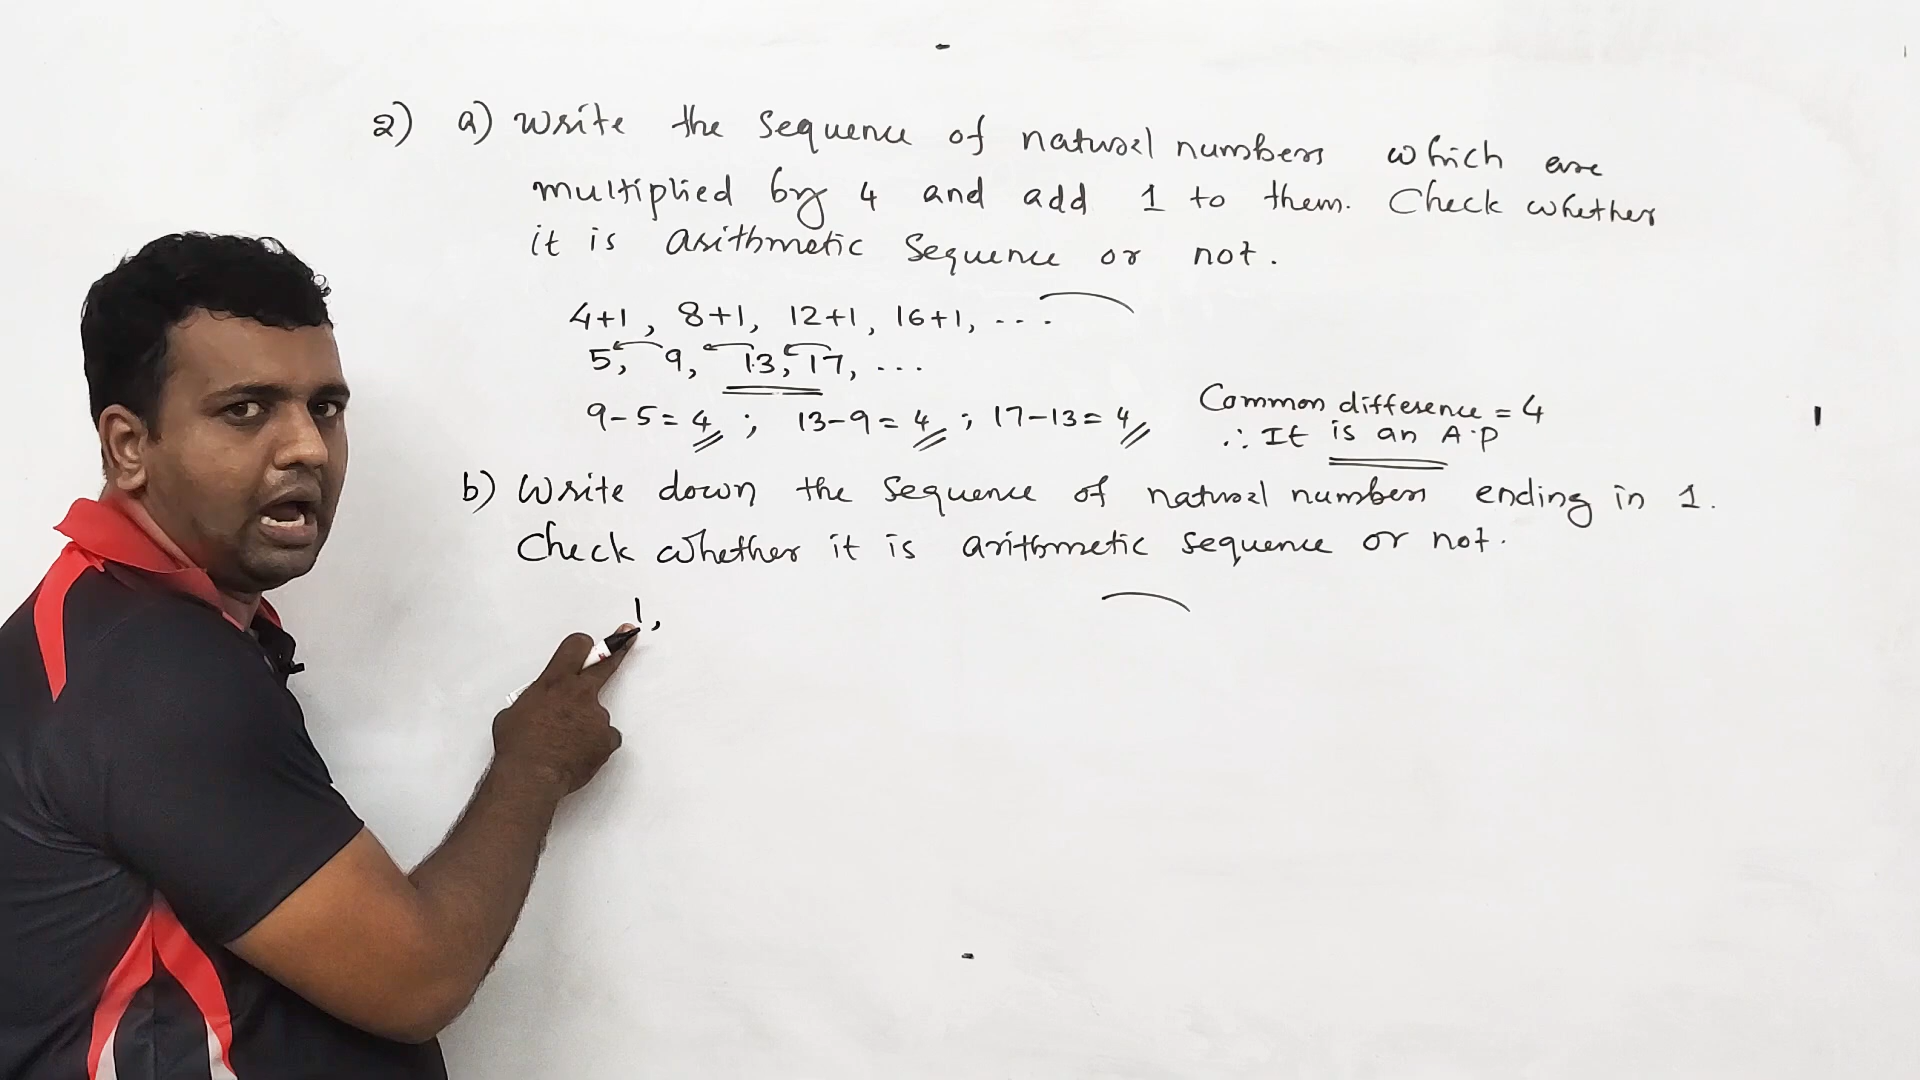 2) a) Write the sequence of natural numbers which are
multiplied by 4 and add 1 to them. Check whether
it is arithmetic sequence or not.
4+1, 8+1, 12+1, 16+1, ...
5, 9, 13, 17, ...
9-5=4 ; 13-9=4 ; 17-13=4
Common difference = 4
∴ It is an A.P
b) Write down the sequence of natural numbers ending in 1.
Check whether it is arithmetic sequence or not.
1,